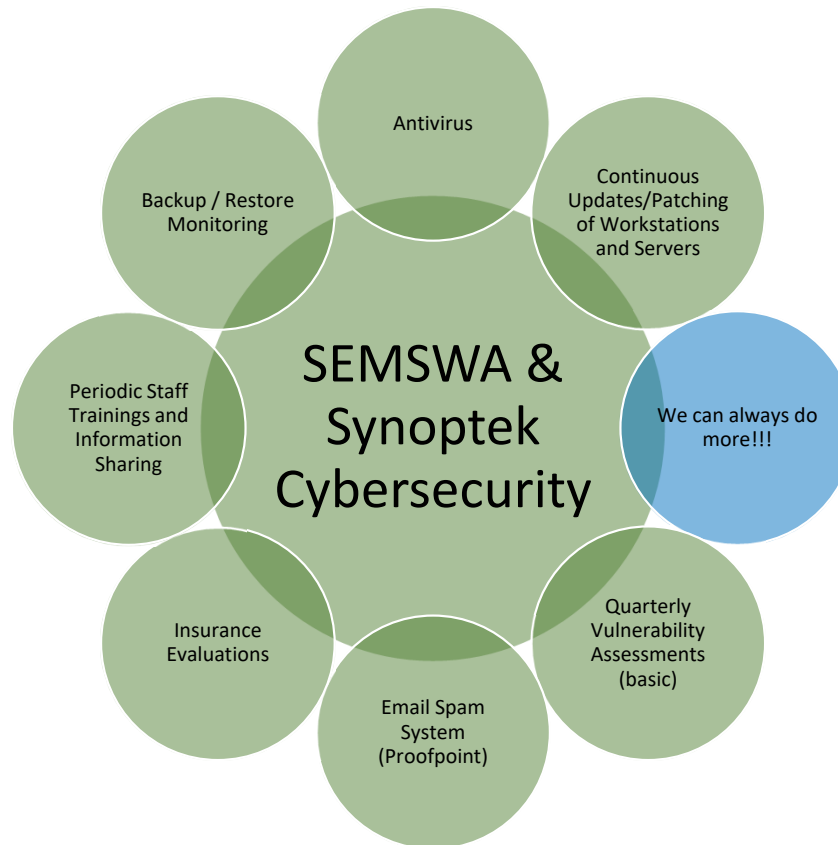 Antivirus
Continuous
Updates/Patching
of Workstations
and Servers
We can always do
more!!!
Quarterly
Vulnerability
Assessments
(basic)
Email Spam
System
(Proofpoint)
Insurance
Evaluations
Periodic Staff
Trainings and
Information
Sharing
Backup / Restore
Monitoring
SEMSWA &
Synoptek
Cybersecurity